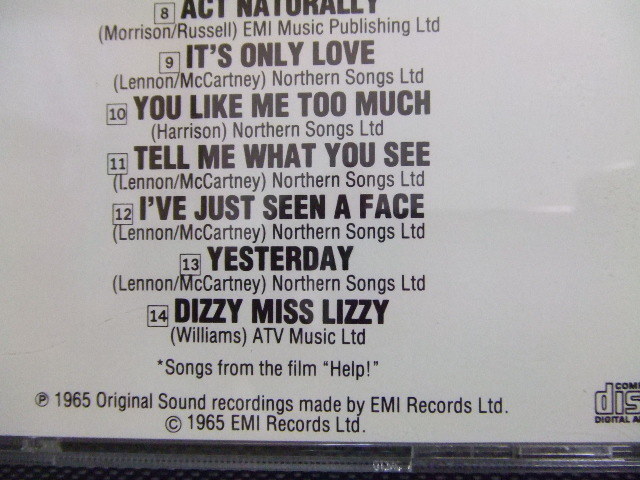 8 ACT NATURALLY
(Morrison/Russell) EMI Music Publishing Ltd
9 IT'S ONLY LOVE
(Lennon/McCartney) Northern Songs Ltd
10 YOU LIKE ME TOO MUCH
(Harrison) Northern Songs Ltd
11 TELL ME WHAT YOU SEE
(Lennon/McCartney) Northern Songs Ltd
12 I'VE JUST SEEN A FACE
(Lennon/McCartney) Northern Songs Ltd
13 YESTERDAY
(Lennon/McCartney) Northern Songs Ltd
14 DIZZY MISS LIZZY
(Williams) ATV Music Ltd
*Songs from the film “Help!”
℗ 1965 Original Sound recordings made by EMI Records Ltd.
© 1965 EMI Records Ltd.
COMP
dis
DIGITAL A